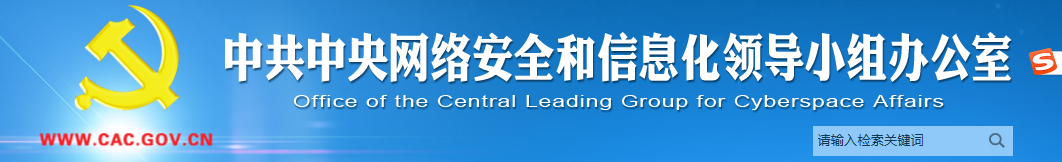 中共中央网络安全和信息化领导小组办公室
Office of the Central Leading Group for Cyberspace Affairs
WWW.CAC.GOV.CN
请输入检索关键词
S